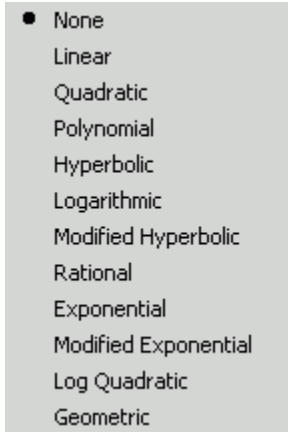 None
Linear
Quadratic
Polynomial
Hyperbolic
Logarithmic
Modified Hyperbolic
Rational
Exponential
Modified Exponential
Log Quadratic
Geometric